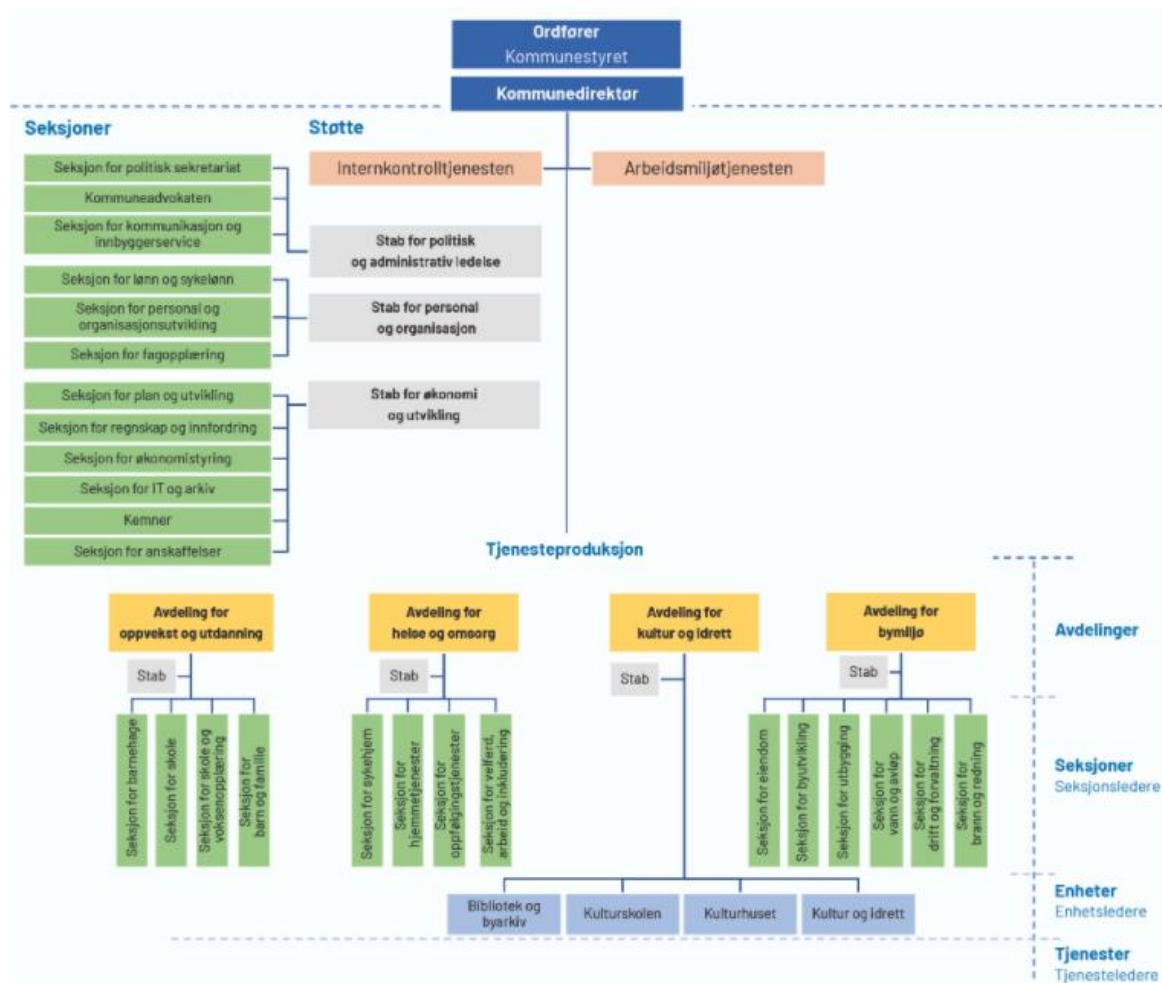 Ordfører
Kommunestyret
Kommunedirektør
Seksjoner
Støtte
Seksjon for politisk sekretariat
Kommuneadvokaten
Seksjon for kommunikasjon og
innbyggerservice
Seksjon for lønn og sykelønn
Seksjon for personal og
organisasjonsutvikling
Seksjon for fagopplæring
Seksjon for plan og utvikling
Seksjon for regnskap og innfordring
Seksjon for økonomistyring
Seksjon for IT og arkiv
Kemner
Seksjon for anskaffelser
Internkontrolltjenesten
Arbeidsmiljøtjenesten
Stab for politisk
og administrativ ledelse
Stab for personal
og organisasjon
Stab for økonomi
og utvikling
Tjenesteproduksjon
Avdeling for
oppvekst og utdanning
Stab
Seksjon for barnehage
Seksjon for skole
Seksjon for skole og
voksenopplæring
Seksjon for
barn og familie
Avdeling for
helse og omsorg
Stab
Seksjon for sykehjem
Seksjon for
hjemmetjenester
Seksjon for
oppfølgingstjenester
Seksjon for velferd,
arbeid og inkludering
Avdeling for
kultur og idrett
Stab
Bibliotek og
byarkiv
Kulturskolen
Kulturhuset
Kultur og idrett
Avdeling for
bymiljø
Stab
Seksjon for eiendom
Seksjon for byutvikling
Seksjon for utbygging
Seksjon for
vann og avløp
Seksjon for
drift og forvaltning
Seksjon for
brann og redning
Avdelinger
Seksjoner
Seksjonsledere
Enheter
Enhetsledere
Tjenester
Tjenesteledere